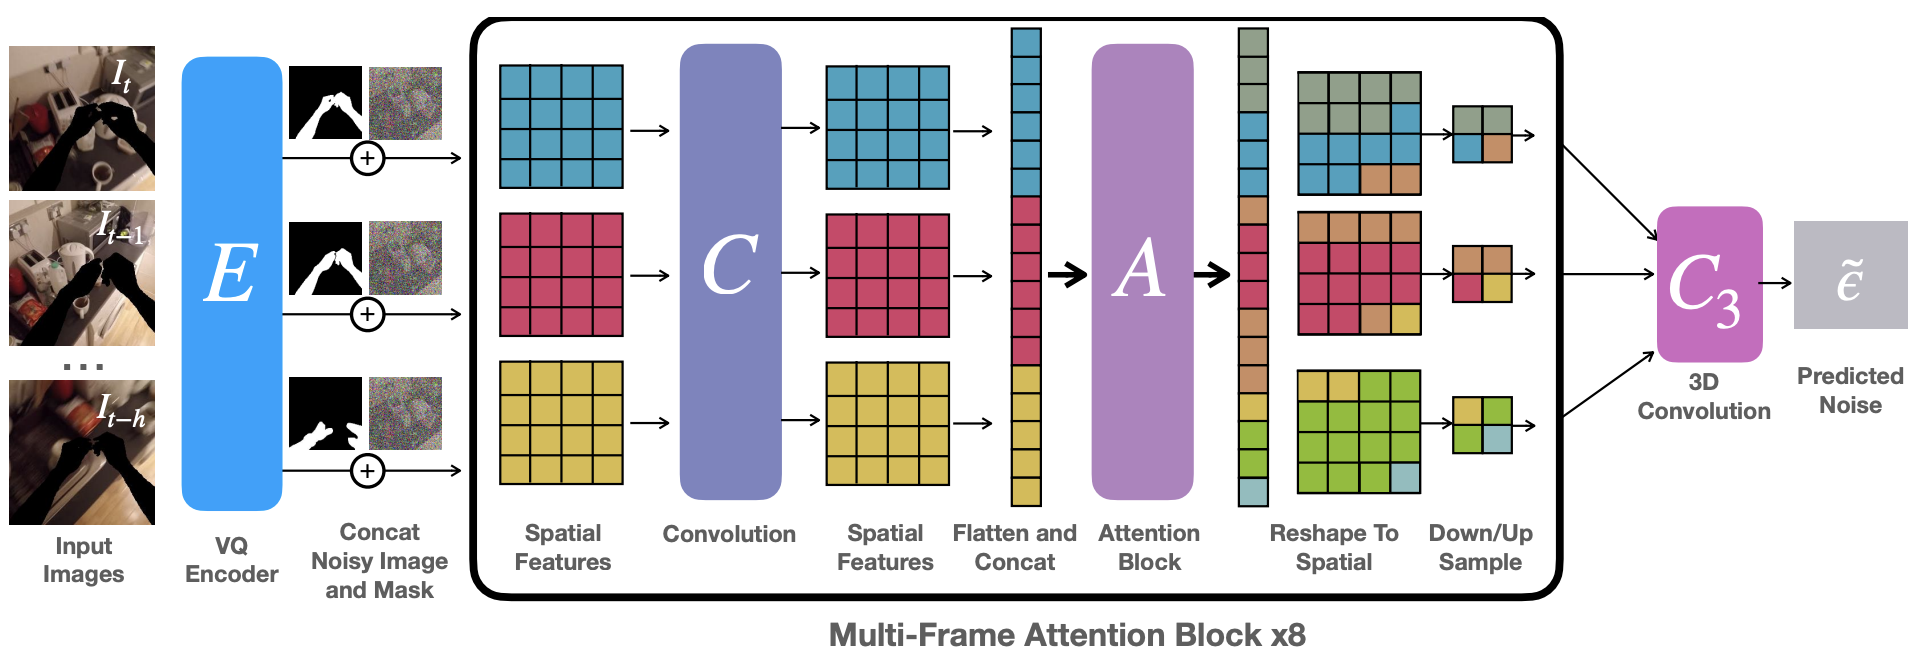 I_t
I_{t−1}
...
I_{t−h}
Input
Images
E
VQ
Encoder
+
+
+
Concat
Noisy Image
and Mask
Spatial
Features
C
Convolution
Spatial
Features
Flatten and
Concat
A
Attention
Block
Reshape To
Spatial
Down/Up
Sample
Multi-Frame Attention Block x8
C_3
3D
Convolution
ϵ̃
Predicted
Noise